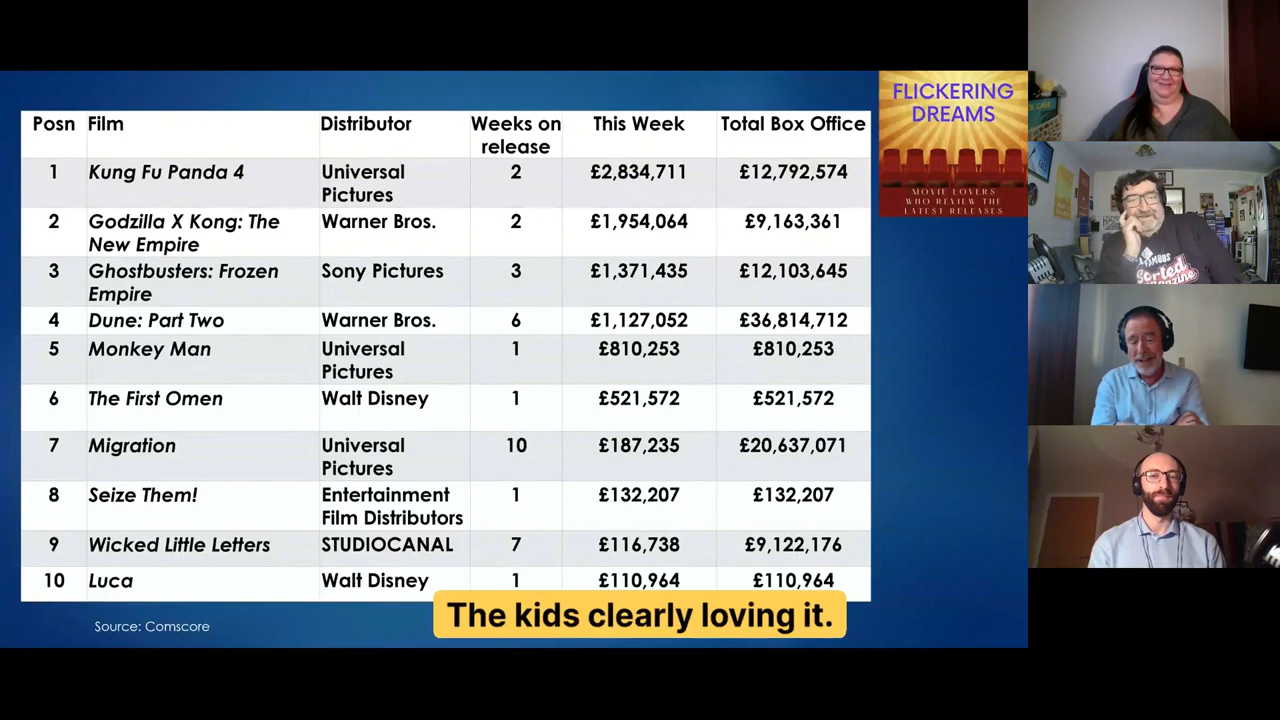 Posn Film Distributor Weeks on release This Week Total Box Office
1 Kung Fu Panda 4 Universal Pictures 2 £2,834,711 £12,792,574
2 Godzilla X Kong: The New Empire Warner Bros. 2 £1,954,064 £9,163,361
3 Ghostbusters: Frozen Empire Sony Pictures 3 £1,371,435 £12,103,645
4 Dune: Part Two Warner Bros. 6 £1,127,052 £36,814,712
5 Monkey Man Universal Pictures 1 £810,253 £810,253
6 The First Omen Walt Disney 1 £521,572 £521,572
7 Migration Universal Pictures 10 £187,235 £20,637,071
8 Seize Them! Entertainment Film Distributors 1 £132,207 £132,207
9 Wicked Little Letters STUDIOCANAL 7 £116,738 £9,122,176
10 Luca Walt Disney 1 £110,964 £110,964
The kids clearly loving it.
Source: Comscore
FLICKERING
DREAMS
MOVIE LOVERS
WHO REVIEW THE
LATEST RELEASES
FAMOUS
Sorted
Magazine